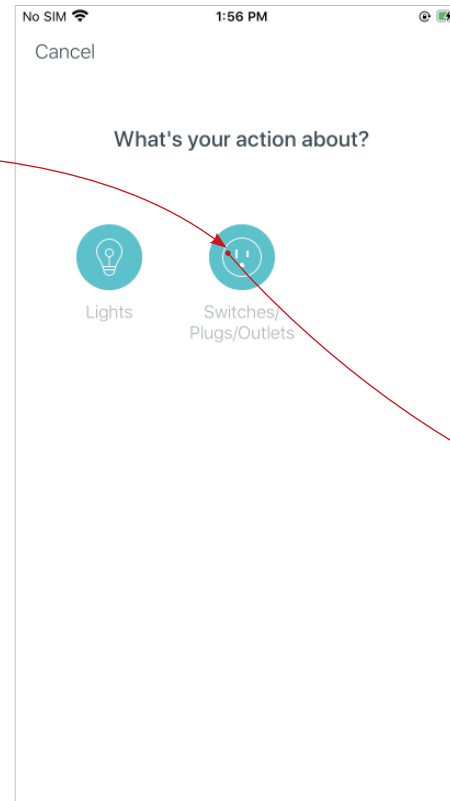 No SIM 1:56 PM
Cancel
What's your action about?
Lights
Switches/
Plugs/Outlets